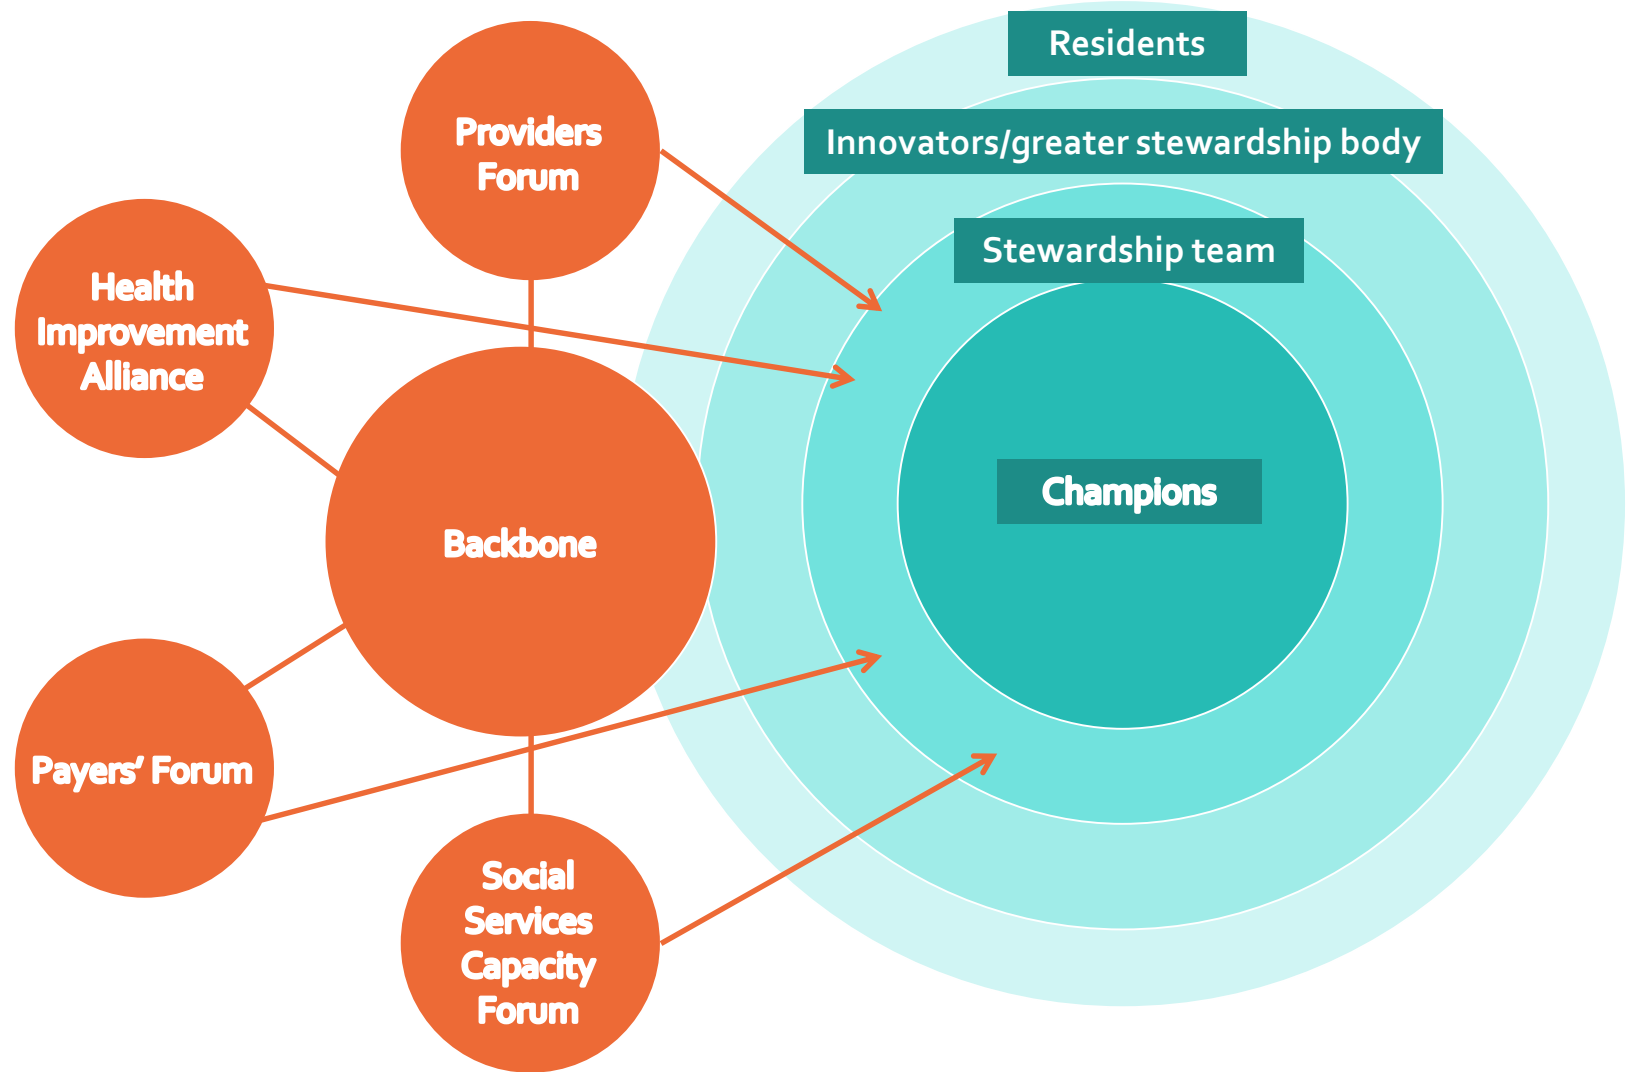 Providers
Forum
Health
Improvement
Alliance
Backbone
Payers’ Forum
Social
Services
Capacity
Forum
Residents
Innovators/greater stewardship body
Stewardship team
Champions